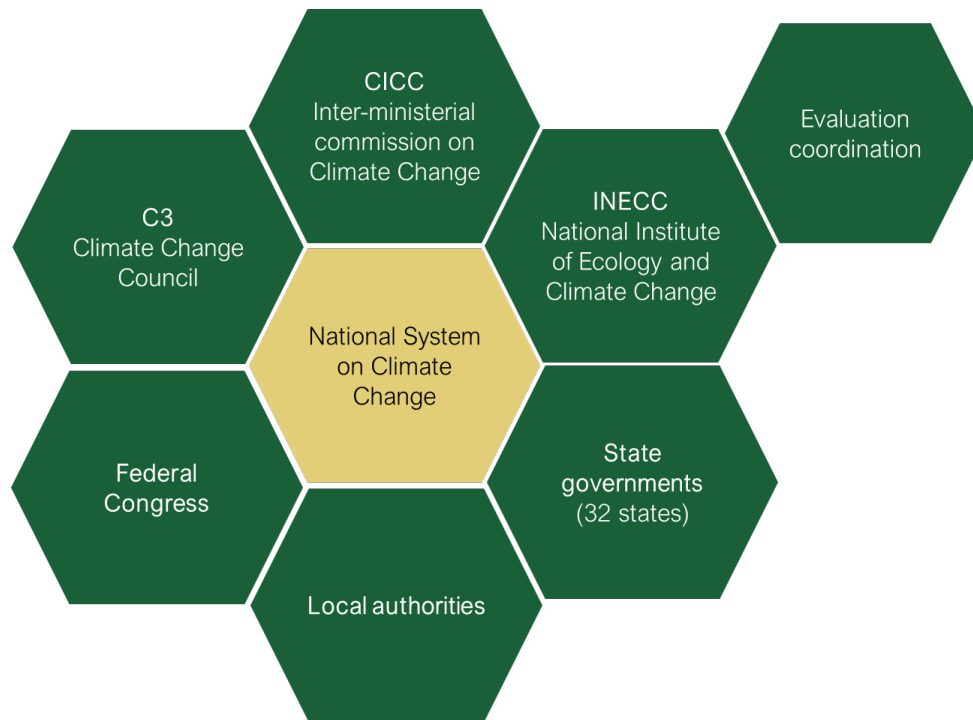 CICC
Inter-ministerial
commission on
Climate Change
Evaluation
coordination
C3
Climate Change
Council
INECC
National Institute
of Ecology and
Climate Change
National System
on Climate
Change
Federal
Congress
State
governments
(32 states)
Local authorities